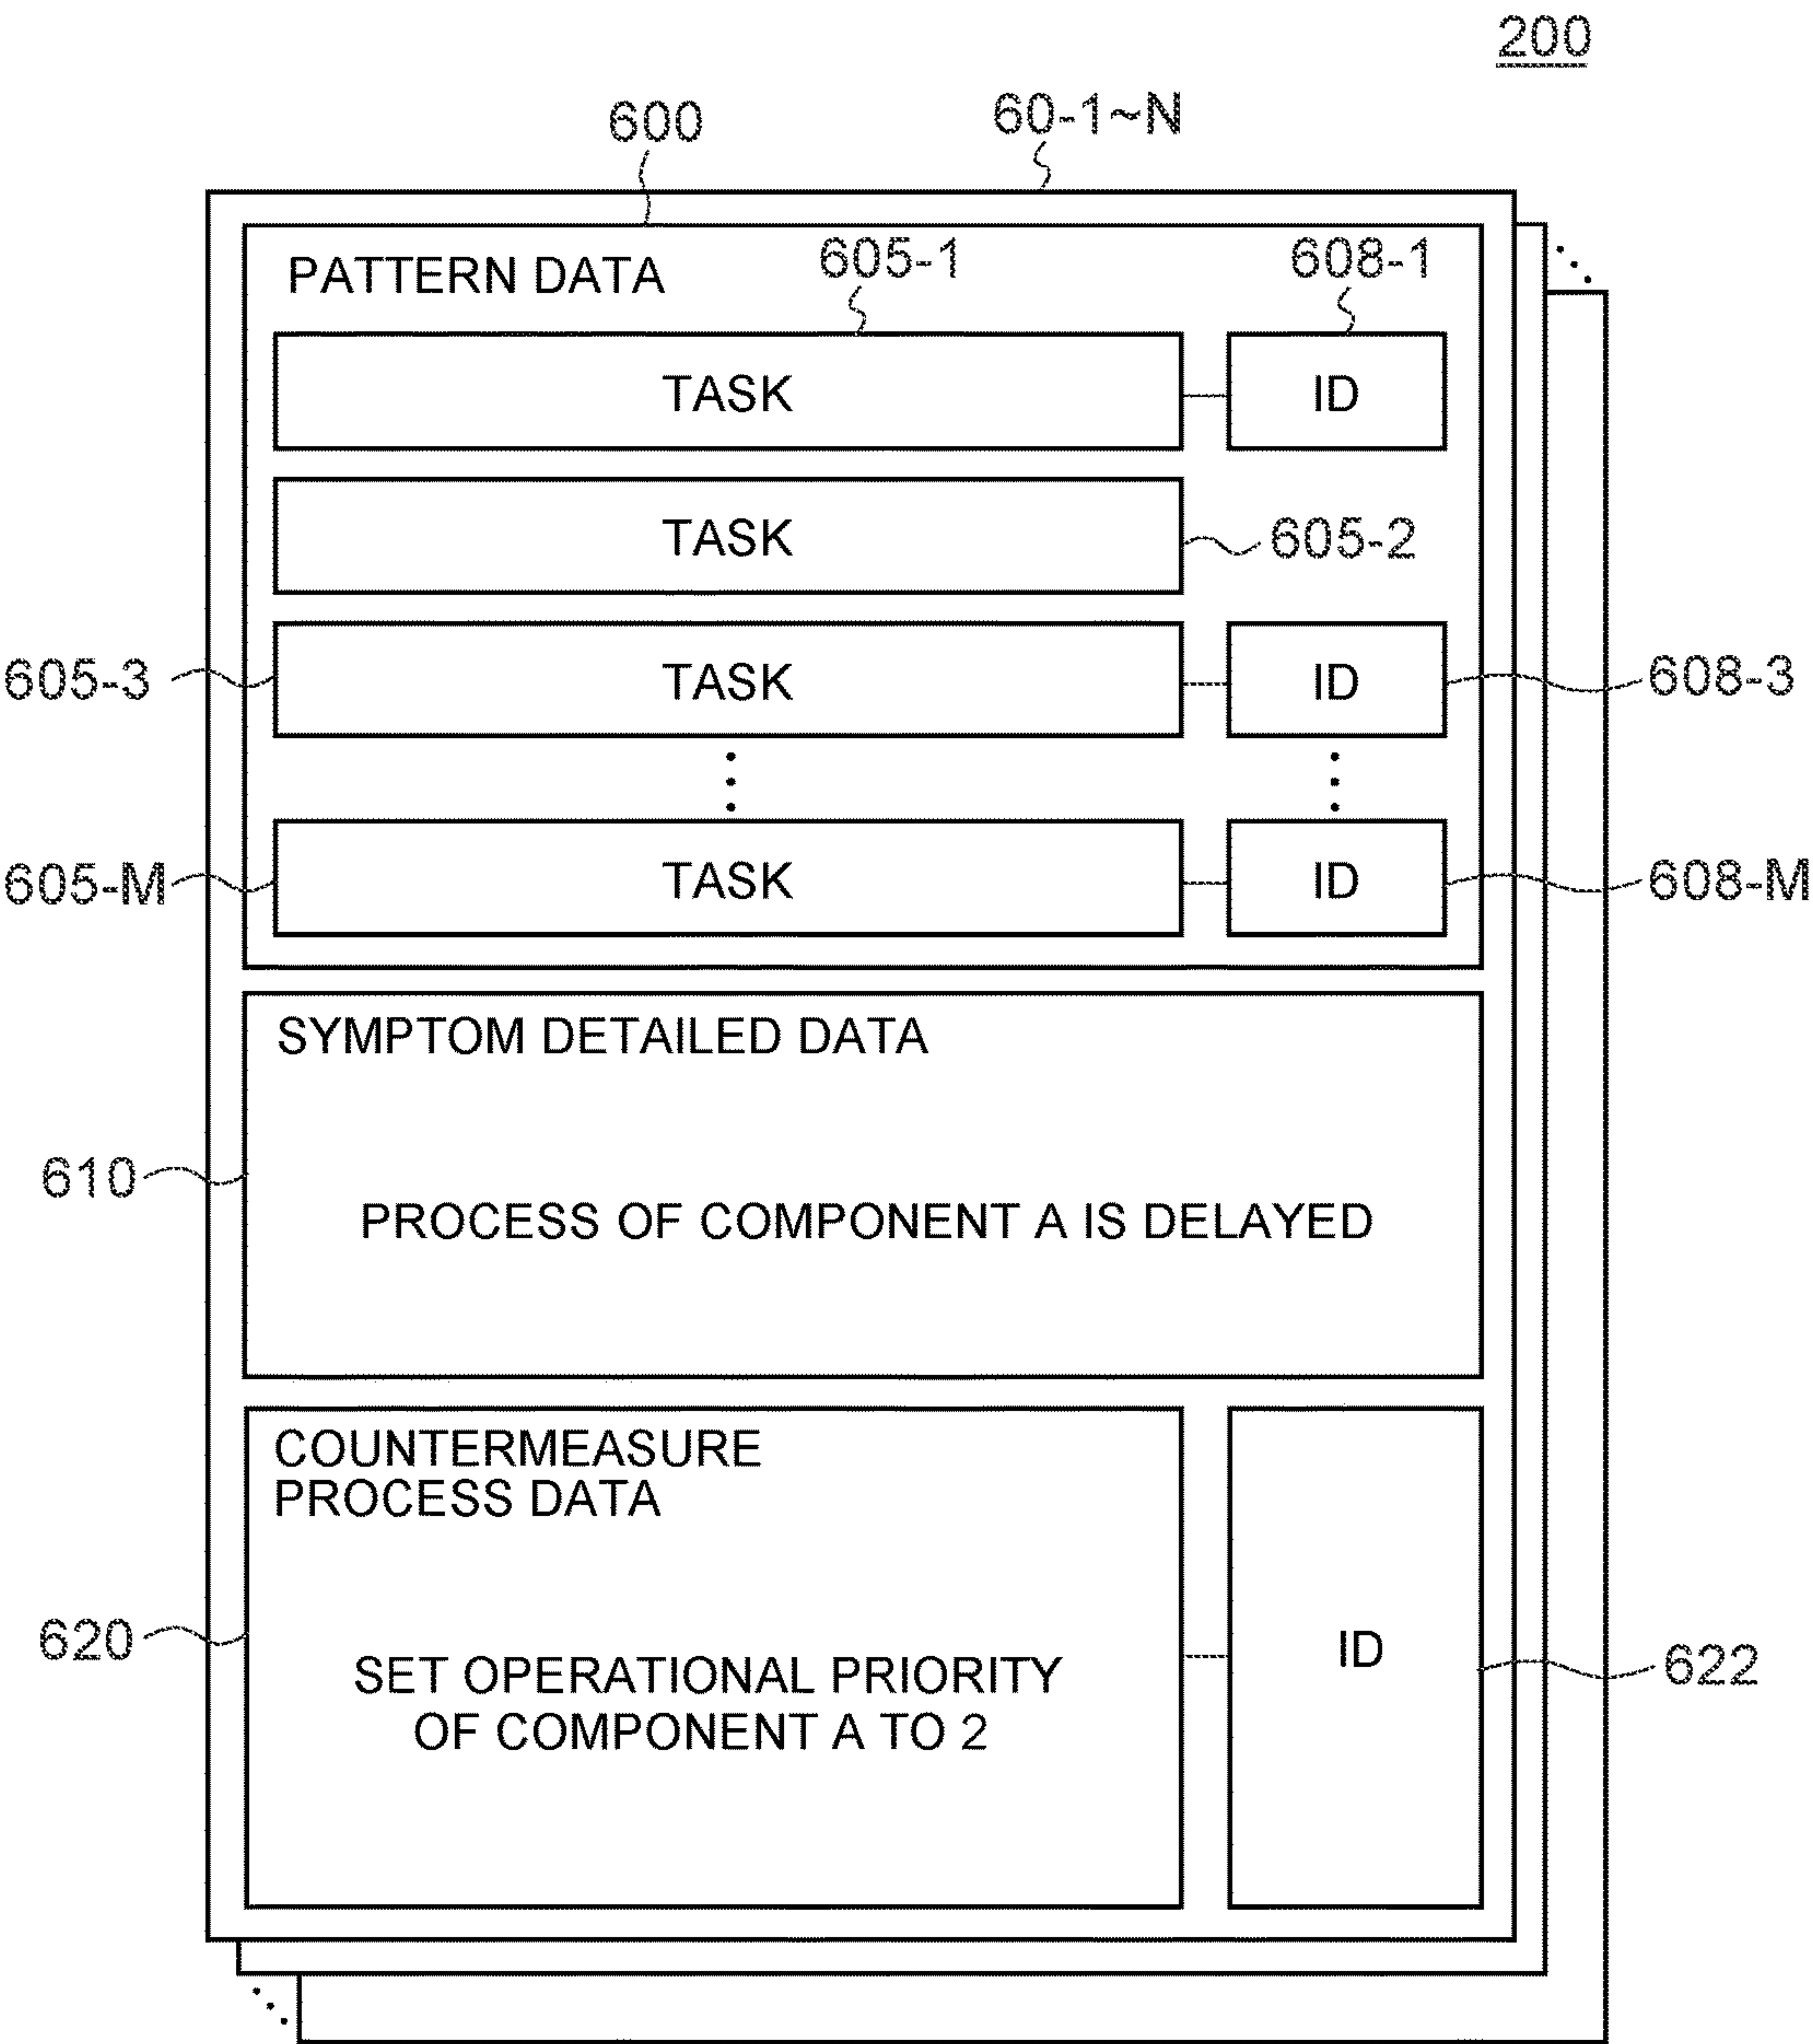 200
600
60-1~N
PATTERN DATA
605-1
608-1
TASK
ID
TASK
605-2
605-3
TASK
ID
608-3
605-M
TASK
ID
608-M
SYMPTOM DETAILED DATA
610
PROCESS OF COMPONENT A IS DELAYED
COUNTERMEASURE
PROCESS DATA
620
SET OPERATIONAL PRIORITY
OF COMPONENT A TO 2
ID
622